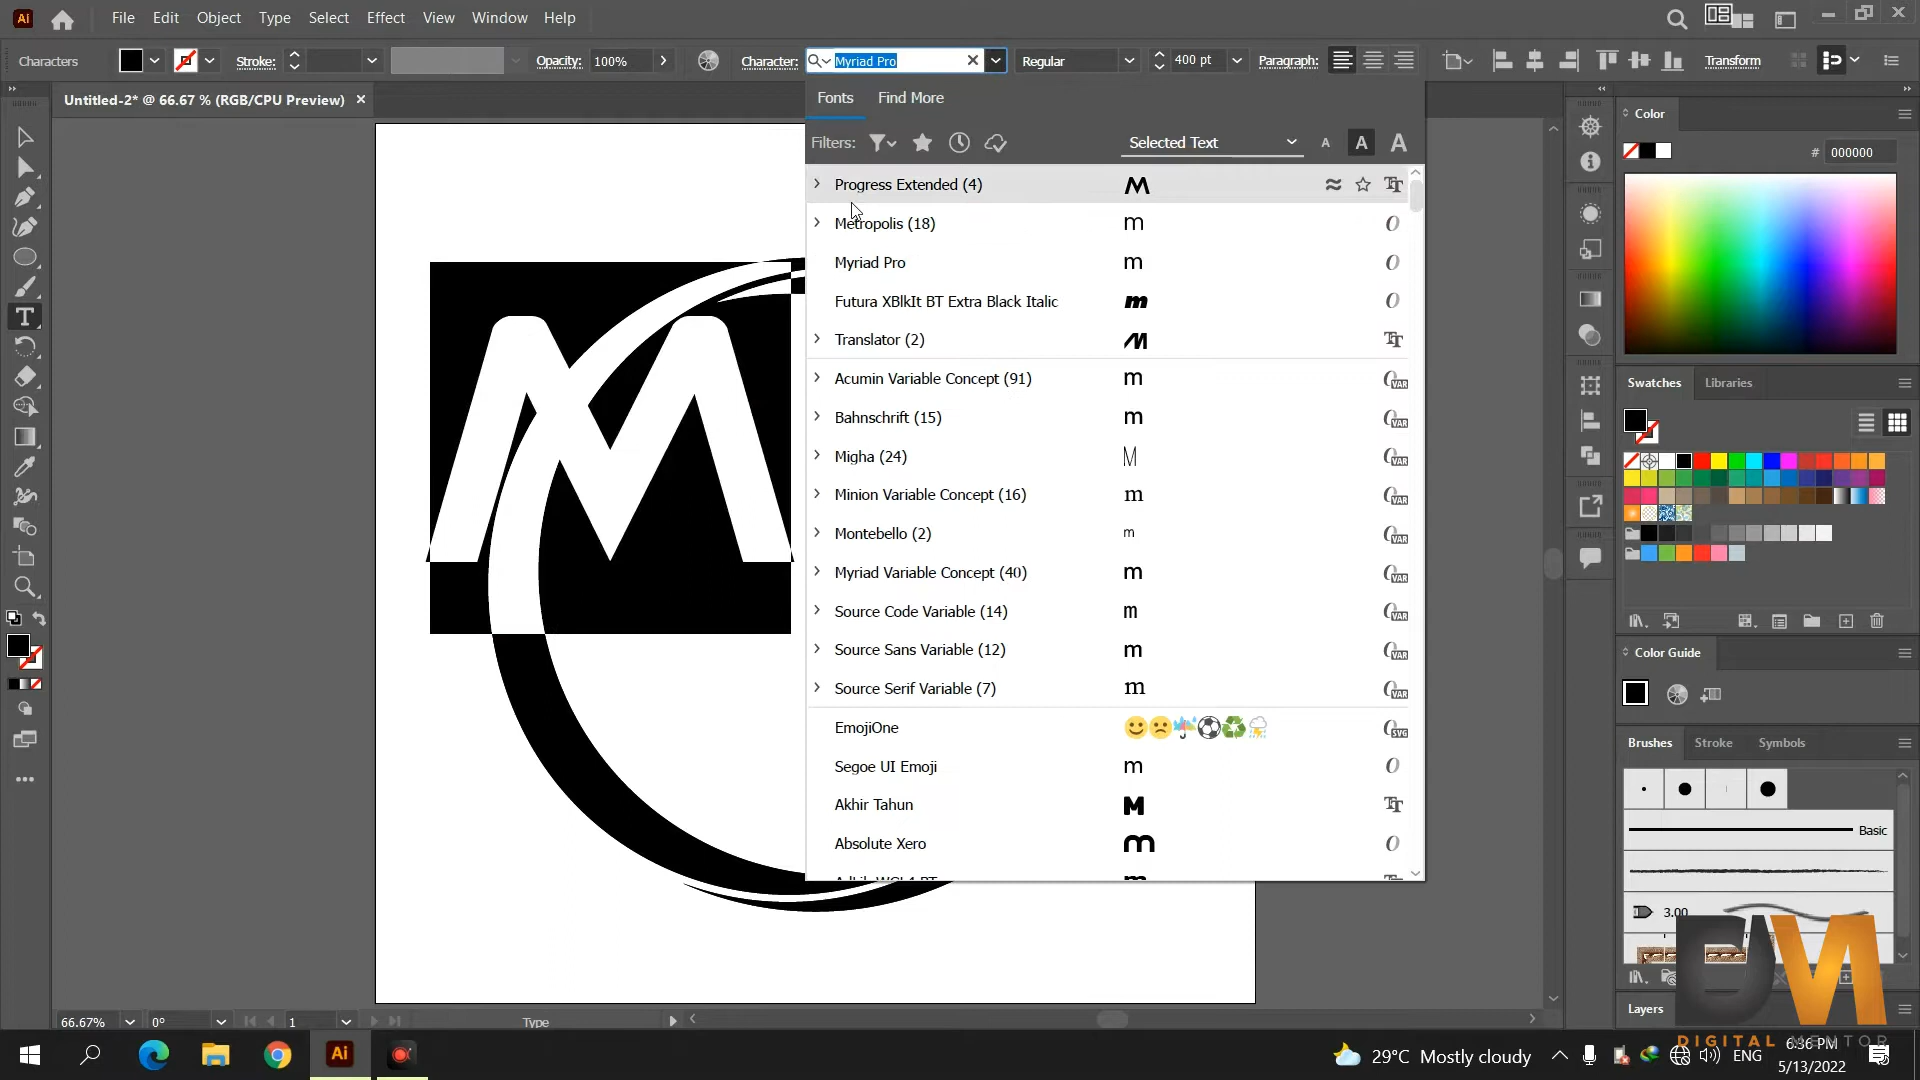 Ai File Edit Object Type Select Effect View Window Help
Characters Stroke: Opacity: 100% Character: Myriad Pro Regular 400 pt Paragraph: Transform
Untitled-2* @ 66.67 % (RGB/CPU Preview)
Fonts Find More
Filters: Selected Text A A A
Progress Extended (4) M
Metropolis (18) m
Myriad Pro m
Futura XBlkIt BT Extra Black Italic m
Translator (2) M
Acumin Variable Concept (91) m
Bahnschrift (15) m
Migha (24) M
Minion Variable Concept (16) m
Montebello (2) m
Myriad Variable Concept (40) m
Source Code Variable (14) m
Source Sans Variable (12) m
Source Serif Variable (7) m
EmojiOne
Segoe UI Emoji m
Akhir Tahun M
Absolute Xero m
M
Color
# 000000
Swatches Libraries
Color Guide
Brushes Stroke Symbols
Basic
3.00
Layers
66.67% 0° 1 Type
DM
DIGITAL MENTOR
Ai 29°C Mostly cloudy ENG 6:36 PM
5/13/2022